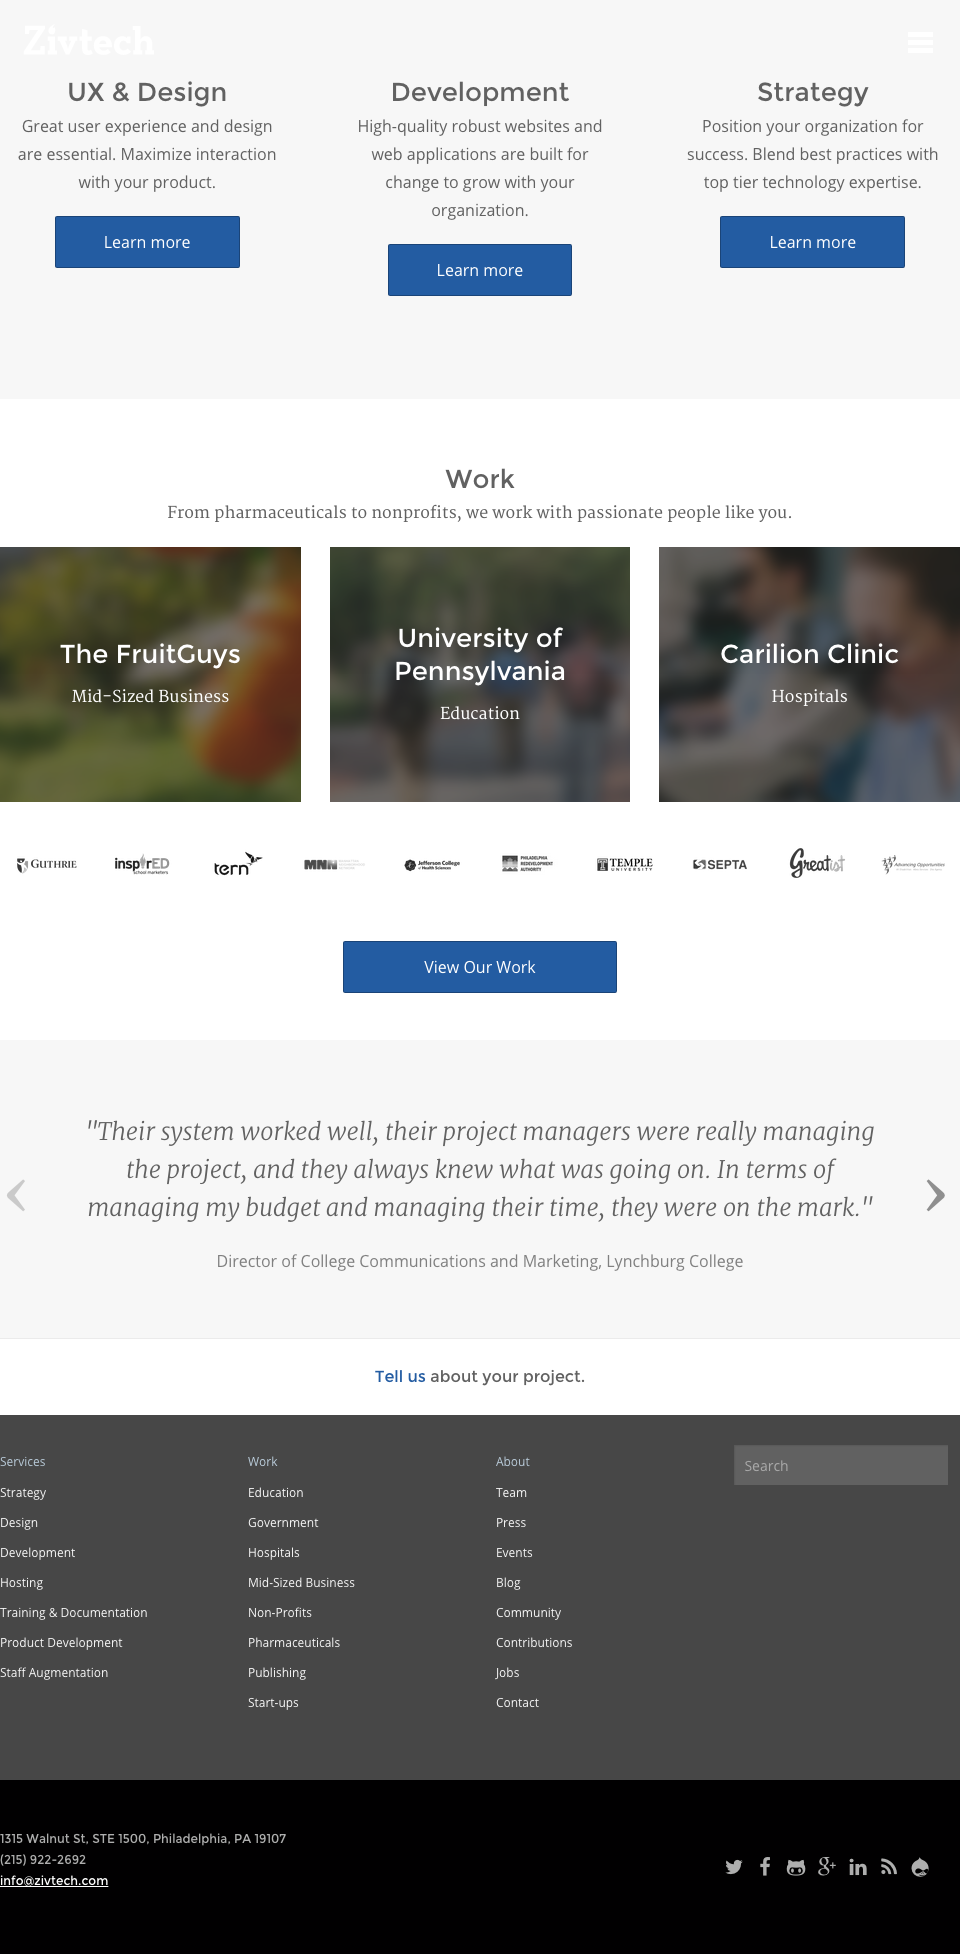 Zivtech
UX & Design
Great user experience and design
are essential. Maximize interaction
with your product.
Learn more
Development
High-quality robust websites and
web applications are built for
change to grow with your
organization.
Learn more
Strategy
Position your organization for
success. Blend best practices with
top tier technology expertise.
Learn more
Work
From pharmaceuticals to nonprofits, we work with passionate people like you.
The FruitGuys
Mid-Sized Business
University of
Pennsylvania
Education
Carilion Clinic
Hospitals
GUTHRIE
inspirED
school marketers
tern
MNN
Jefferson College
of Health Sciences
PHILADELPHIA
REDEVELOPMENT
AUTHORITY
TEMPLE
UNIVERSITY
SEPTA
Greatist
Advancing Opportunities
View Our Work
"Their system worked well, their project managers were really managing
the project, and they always knew what was going on. In terms of
managing my budget and managing their time, they were on the mark."
Director of College Communications and Marketing, Lynchburg College
Tell us about your project.
Services
Strategy
Design
Development
Hosting
Training & Documentation
Product Development
Staff Augmentation
Work
Education
Government
Hospitals
Mid-Sized Business
Non-Profits
Pharmaceuticals
Publishing
Start-ups
About
Team
Press
Events
Blog
Community
Contributions
Jobs
Contact
Search
1315 Walnut St, STE 1500, Philadelphia, PA 19107
(215) 922-2692
info@zivtech.com